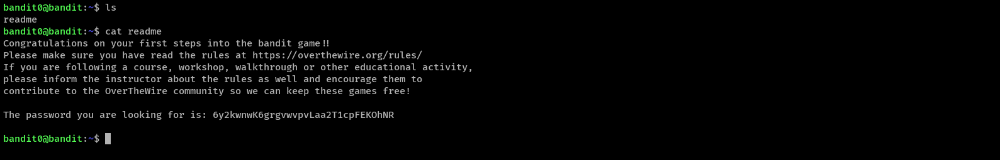 bandit0@bandit:~$ ls
readme
bandit0@bandit:~$ cat readme
Congratulations on your first steps into the bandit game!!
Please make sure you have read the rules at https://overthewire.org/rules/
If you are following a course, workshop, walkthrough or other educational activity,
please inform the instructor about the rules as well and encourage them to
contribute to the OverTheWire community so we can keep these games free!
The password you are looking for is: 6y2kwnwK6grgvwvpvLaa2T1cpFEKOhNR
bandit0@bandit:~$